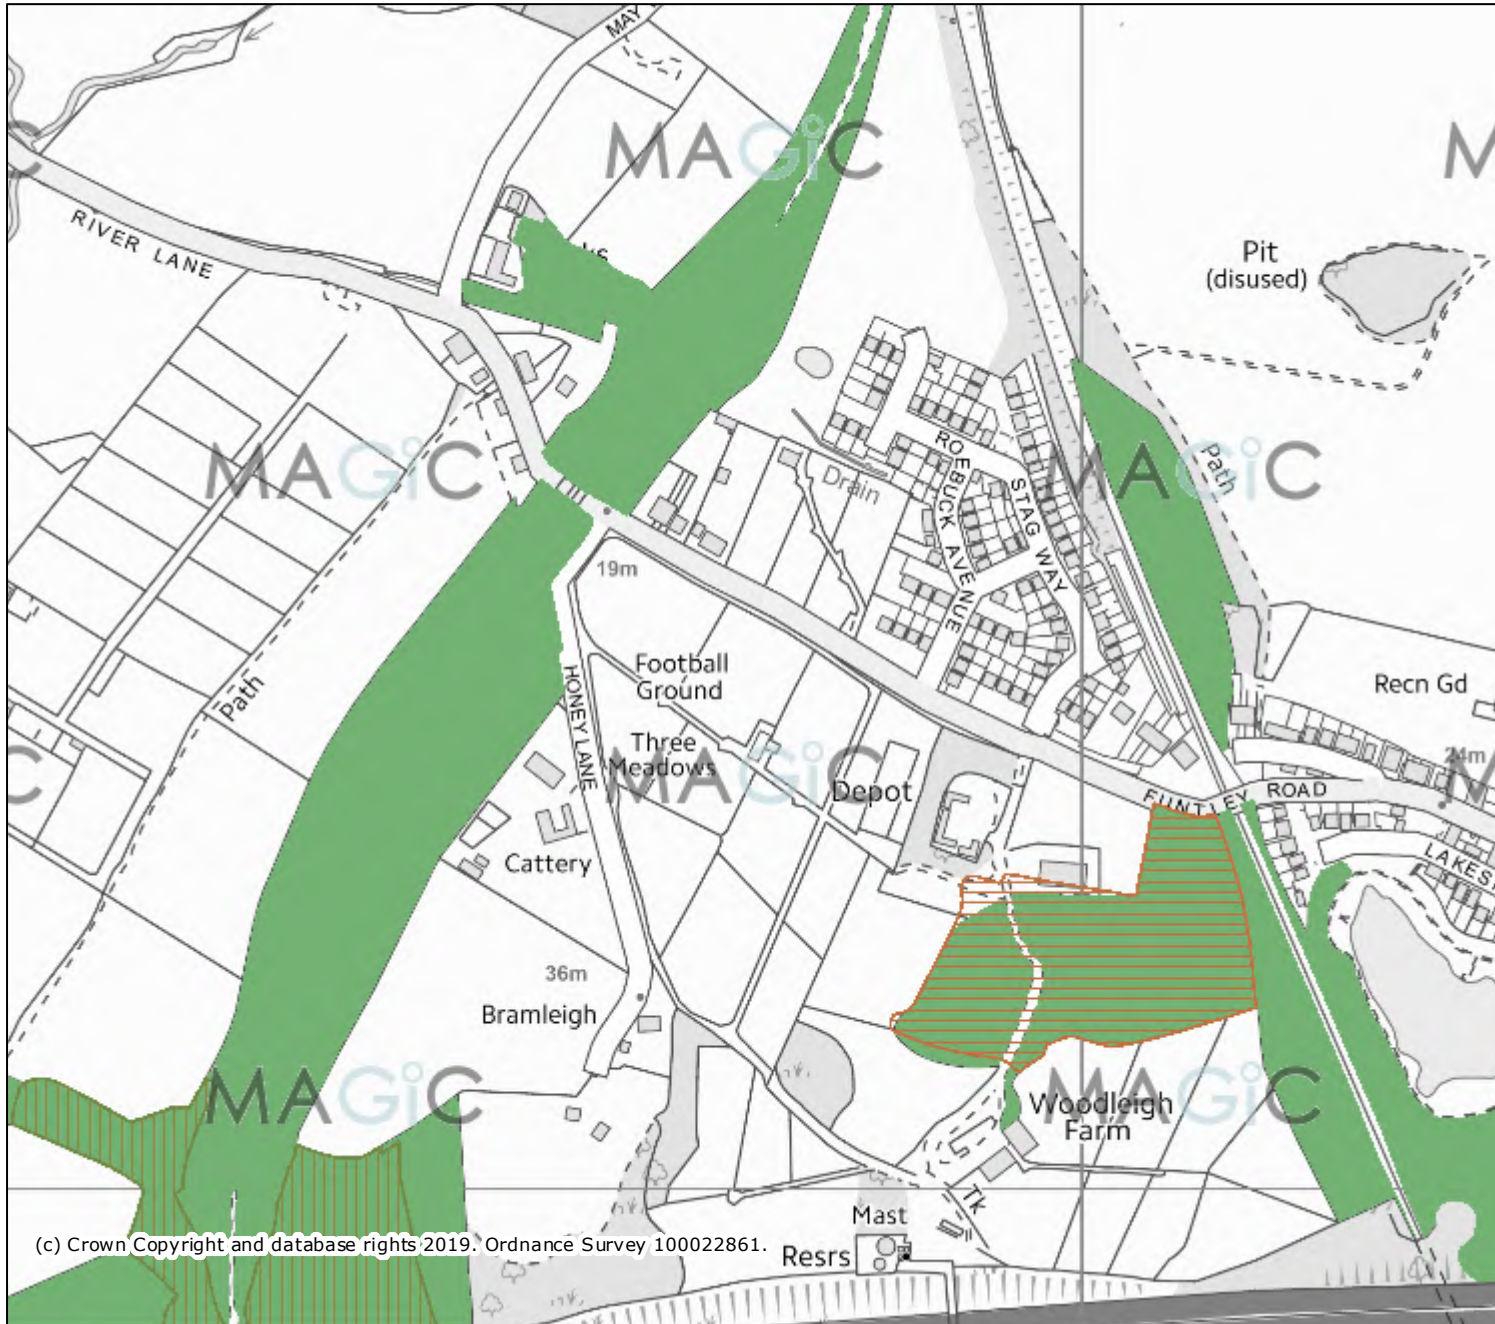 MAY
MAGiC
M
C
RIVER LANE
Pit
(disused)
MAGiC
Drain
ROEBUCK AVENUE
STAG WAY
MAGiC
Path
19m
HONEY LANE
Football
Ground
Path
Recn Gd
Three
Meadows
MAGiC
Depot
C
24m
M
FUNTLEY ROAD
LAKES
Cattery
36m
Bramleigh
MAGiC
MAGiC
Woodleigh
Farm
Tk
Mast
Resrs
(c) Crown Copyright and database rights 2019. Ordnance Survey 100022861.